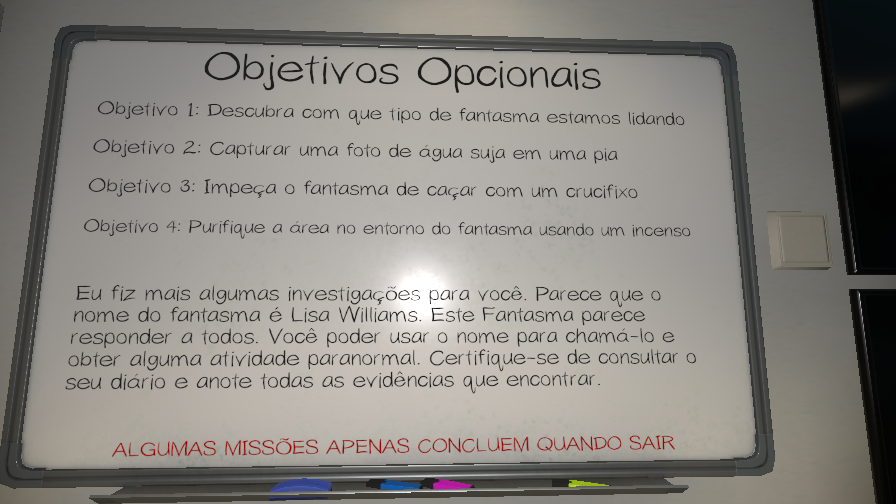 Objetivos Opcionais
Objetivo 1: Descubra com que tipo de fantasma estamos lidando
Objetivo 2: Capturar uma foto de água suja em uma pia
Objetivo 3: Impeça o fantasma de caçar com um crucifixo
Objetivo 4: Purifique a área no entorno do fantasma usando um incenso
Eu fiz mais algumas investigações para você. Parece que o
nome do fantasma é Lisa Williams. Este Fantasma parece
responder a todos. Você poder usar o nome para chamá-lo e
obter alguma atividade paranormal. Certifique-se de consultar o
seu diário e anote todas as evidências que encontrar.
ALGUMAS MISSÕES APENAS CONCLUEM QUANDO SAIR